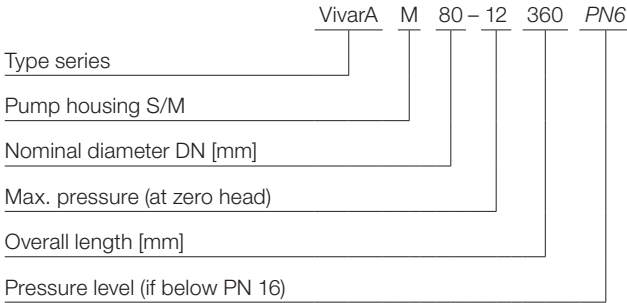 VivarA M 80 – 12 360 PN6
Type series
Pump housing S/M
Nominal diameter DN [mm]
Max. pressure (at zero head)
Overall length [mm]
Pressure level (if below PN 16)